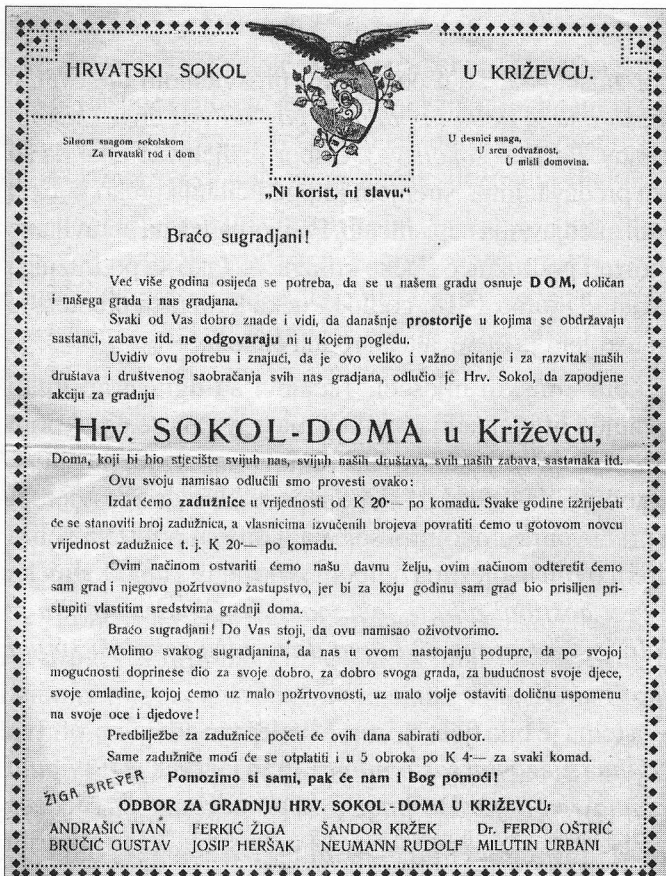 HRVATSKI SOKOL U KRIŽEVCU.
Silnom snagom sokolskom
Za hrvatski rod i dom
U desnici snaga,
U srcu odvažnost,
U misli domovina.
„Ni korist, ni slavu.“
Braćo sugradjani!
Već više godina osijeća se potreba, da se u našem gradu osnuje DOM, doličan
i našega grada i nas gradjana.
Svaki od Vas dobro znade i vidi, da današnje prostorije u kojima se obdržavaju
sastanci, zabave itd. ne odgovaraju ni u kojem pogledu.
Uvidiv ovu potrebu i znajući, da je ovo veliko i važno pitanje i za razvitak naših
društava i društvenog saobraćanja svih nas gradjana, odlučio je Hrv. Sokol, da zapodjene
akciju za gradnju
Hrv. SOKOL-DOMA u Križevcu,
Doma, koji bi bio stjecište svijuh nas, svijuh naših društava, svih naših zabava, sastanaka itd.
Ovu svoju namisao odlučili smo provesti ovako:
Izdat ćemo zadužnice u vrijednosti od K 20·— po komadu. Svake godine izžrijebati
će se stanoviti broj zadužnica, a vlasnicima izvučenih brojeva povratiti ćemo u gotovom novcu
vrijednost zadužnice t. j. K 20·— po komadu.
Ovim načinom ostvariti ćemo našu davnu želju, ovim načinom odteretit ćemo
sam grad i njegovo požrtvovno zastupstvo, jer bi za koju godinu sam grad bio prisiljen pri-
stupiti vlastitim sredstvima gradnji doma.
Braćo sugradjani! Do Vas stoji, da ovu namisao oživotvorimo.
Molimo svakog sugradjanina, da nas u ovom nastojanju podupre, da po svojoj
mogućnosti doprinese dio za svoje dobro, za dobro svoga grada, za budućnost svoje djece,
svoje omladine, kojoj ćemo uz malo požrtvovnosti, uz malo volje ostaviti doličnu uspomenu
na svoje oce i djedove!
Predbilježbe za zadužnice početi će ovih dana sabirati odbor.
Same zadužnice moći će se otplatiti i u 5 obroka po K 4·— za svaki komad.
Pomozimo si sami, pak će nam i Bog pomoći!
ŽIGA BREYER
ODBOR ZA GRADNJU HRV. SOKOL-DOMA U KRIŽEVCU:
ANDRAŠIĆ IVAN FERKIĆ ŽIGA ŠANDOR KRŽEK Dr. FERDO OŠTRIĆ
BRUČIĆ GUSTAV JOSIP HERŠAK NEUMANN RUDOLF MILUTIN URBANI